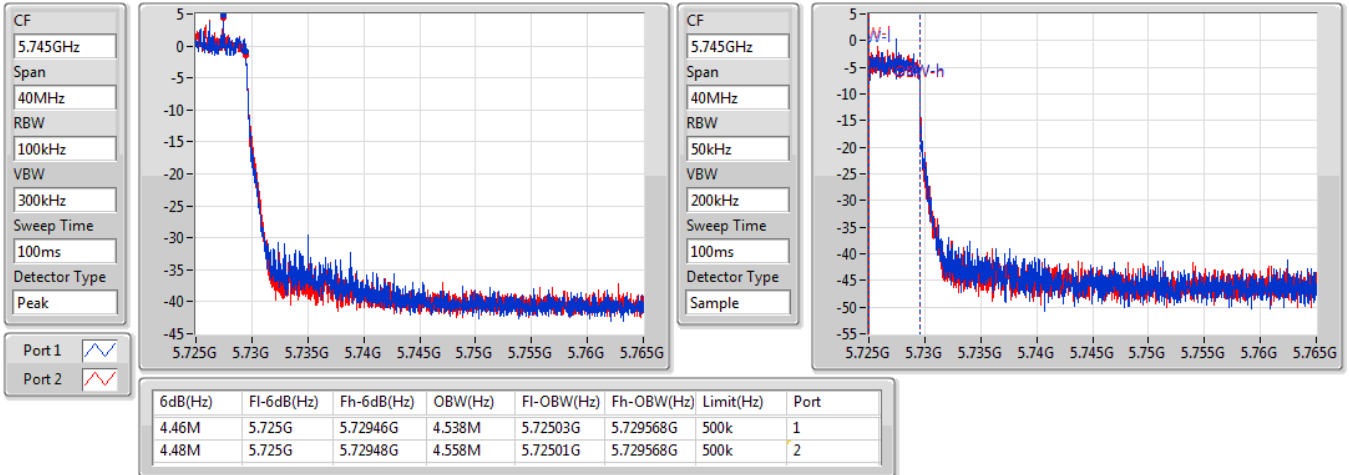 CF
5.745GHz
Span
40MHz
RBW
100kHz
VBW
300kHz
Sweep Time
100ms
Detector Type
Peak
Port 1
Port 2
5-
0-
-5-
-10-
-15-
-20-
-25-
-30-
-35-
-40-
-45-
5.725G 5.73G 5.735G 5.74G 5.745G 5.75G 5.755G 5.76G 5.765G
CF
5.745GHz
Span
40MHz
RBW
50kHz
VBW
200kHz
Sweep Time
100ms
Detector Type
Sample
5-
0-
-5-
-10-
-15-
-20-
-25-
-30-
-35-
-40-
-45-
-50-
-55-
5.725G 5.73G 5.735G 5.74G 5.745G 5.75G 5.755G 5.76G 5.765G
6dB(Hz) Fl-6dB(Hz) Fh-6dB(Hz) OBW(Hz) Fl-OBW(Hz) Fh-OBW(Hz) Limit(Hz) Port
4.46M 5.725G 5.72946G 4.538M 5.72503G 5.729568G 500k 1
4.48M 5.725G 5.72948G 4.558M 5.72501G 5.729568G 500k 2